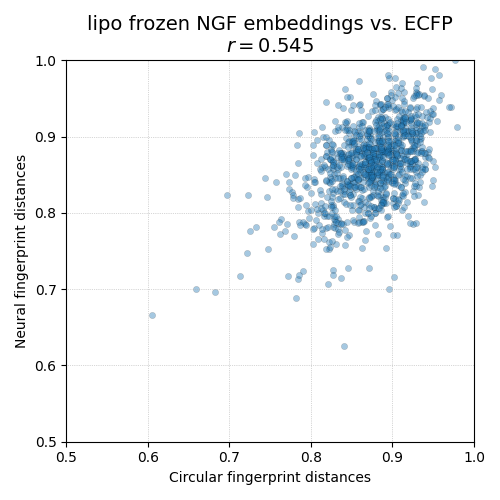 lipo frozen NGF embeddings vs. ECFP
r = 0.545
1.0
0.9
0.8
0.7
0.6
0.5
Neural fingerprint distances
0.5 0.6 0.7 0.8 0.9 1.0
Circular fingerprint distances